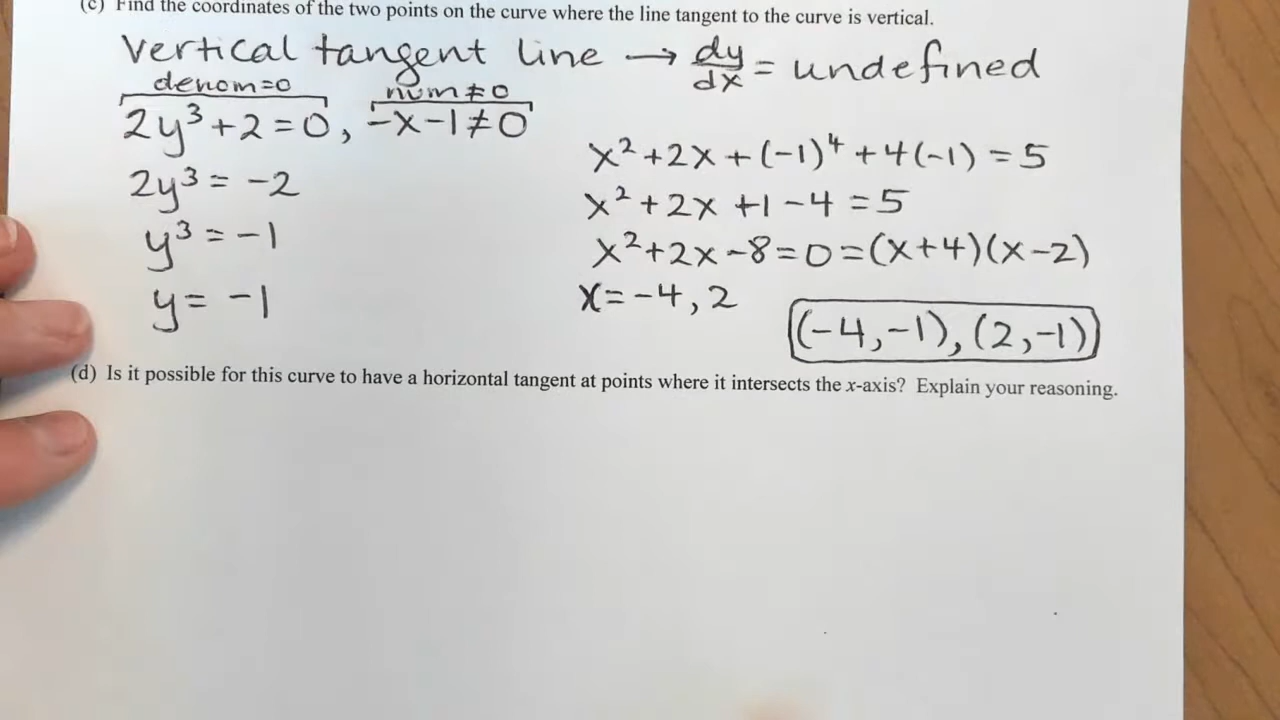 (c) Find the coordinates of the two points on the curve where the line tangent to the curve is vertical.
vertical tangent line → dy/dx = undefined
denom=0 num≠0
2y³+2=0, -x-1≠0
2y³=-2
y³=-1
y=-1
x²+2x+(-1)⁴+4(-1)=5
x²+2x+1-4=5
x²+2x-8=0=(x+4)(x-2)
x=-4,2
(-4,-1),(2,-1)
(d) Is it possible for this curve to have a horizontal tangent at points where it intersects the x-axis? Explain your reasoning.